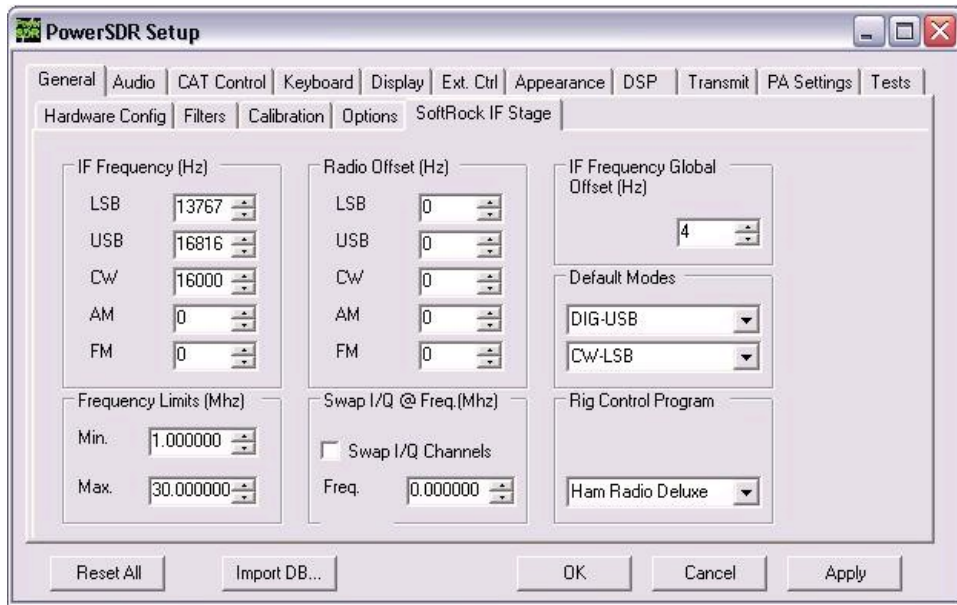 PowerSDR Setup
General Audio CAT Control Keyboard Display Ext. Ctrl Appearance DSP Transmit PA Settings Tests
Hardware Config Filters Calibration Options SoftRock IF Stage
IF Frequency (Hz)
LSB 13767
USB 16816
CW 16000
AM 0
FM 0
Radio Offset (Hz)
LSB 0
USB 0
CW 0
AM 0
FM 0
IF Frequency Global
Offset (Hz)
4
Default Modes
DIG-USB
CW-LSB
Frequency Limits (Mhz)
Min. 1.000000
Max. 30.000000
Swap I/Q @ Freq.(Mhz)
Swap I/Q Channels
Freq. 0.000000
Rig Control Program
Ham Radio Deluxe
Reset All Import DB... OK Cancel Apply